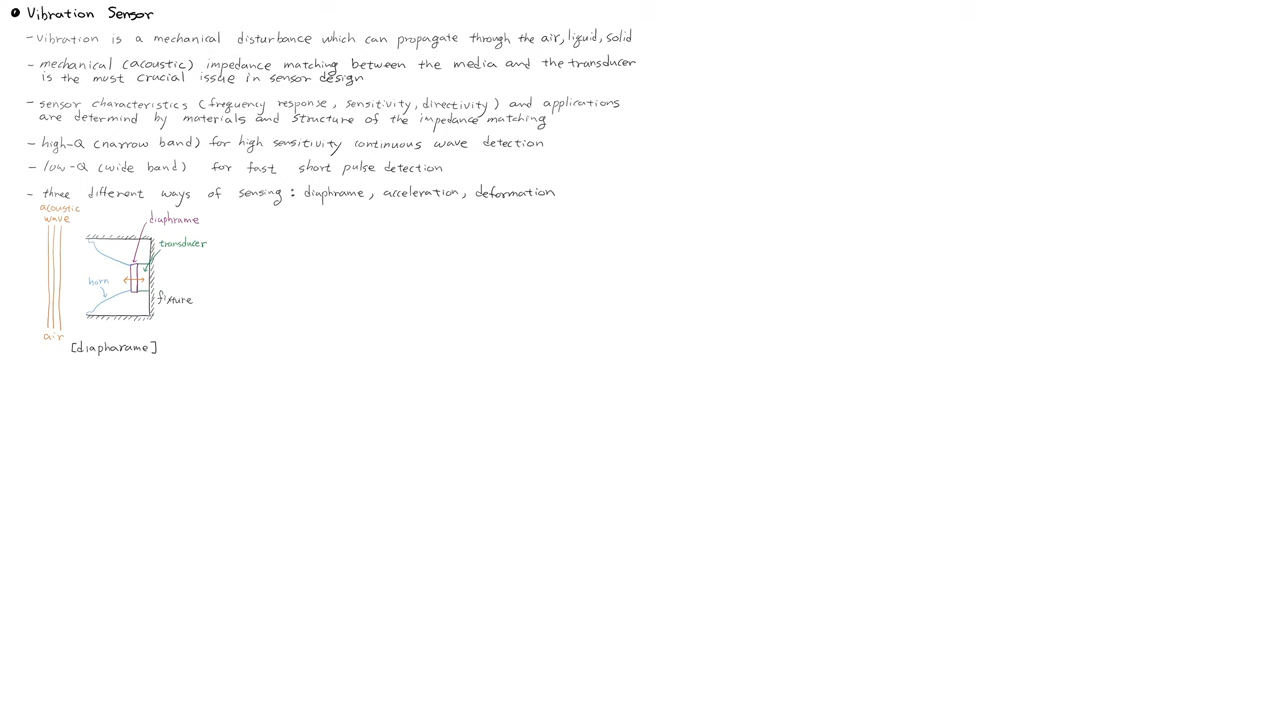 • Vibration Sensor
- Vibration is a mechanical disturbance which can propagate through the air, liquid, solid
- mechanical (acoustic) impedance matching between the media and the transducer
is the must crucial issue in sensor design
- sensor characteristics (frequency response, sensitivity, directivity) and applications
are determind by materials and structure of the impedance matching
- high-Q (narrow band) for high sensitivity continuous wave detection
- low-Q (wide band) for fast short pulse detection
- three different ways of sensing : diaphrame, acceleration, deformation
acoustic
wave
diaphrame
transducer
horn
fixture
air
[diapharame]